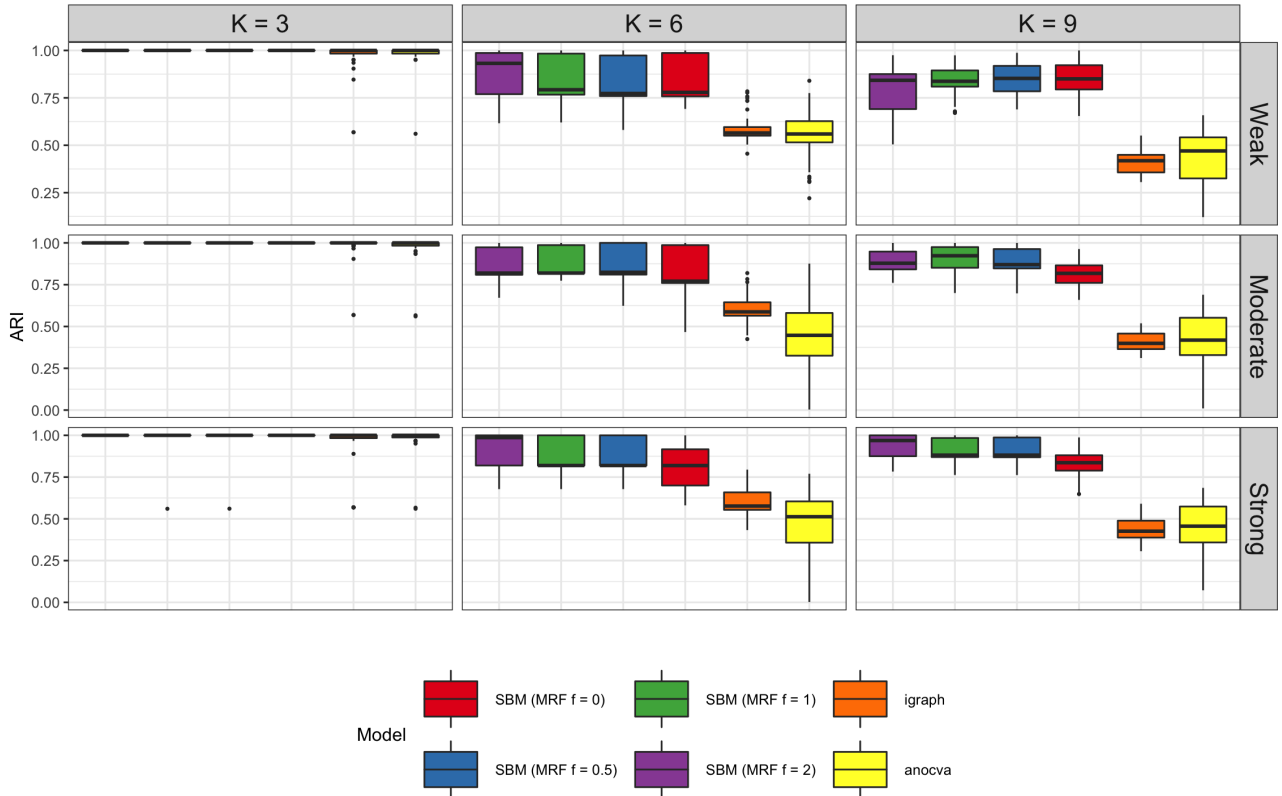 K = 3
K = 6
K = 9
1.00
0.75
0.50
0.25
Weak
1.00
0.75
0.50
0.25
0.00
Moderate
ARI
1.00
0.75
0.50
0.25
0.00
Strong
Model
SBM (MRF f = 0)
SBM (MRF f = 1)
igraph
SBM (MRF f = 0.5)
SBM (MRF f = 2)
anocva